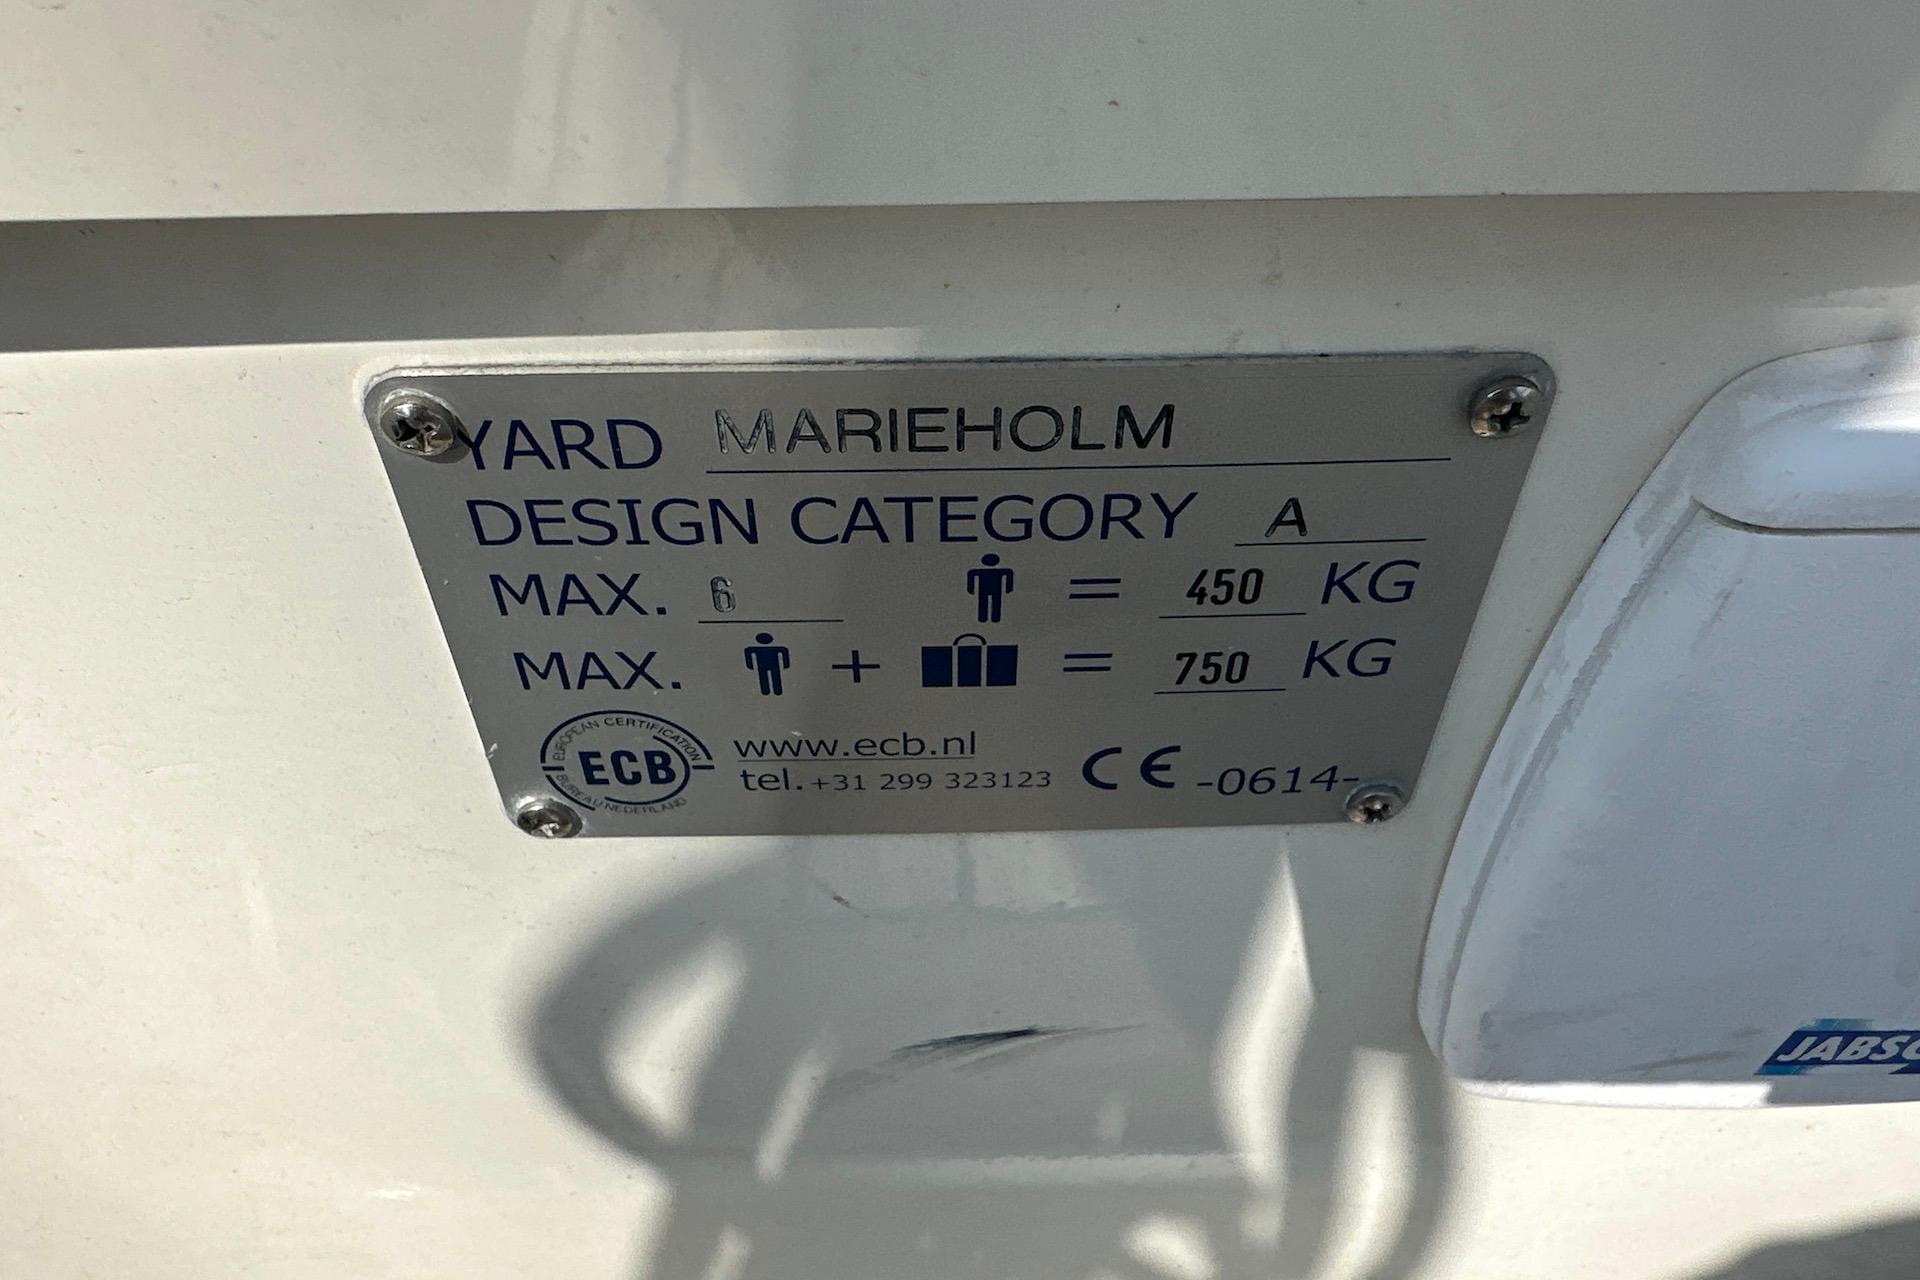 YARD MARIEHOLM
DESIGN CATEGORY A
MAX. 6 = 450 KG
MAX. + = 750 KG
EUROPEAN CERTIFICATION
ECB
BUREAU NEDERLAND
www.ecb.nl
tel. +31 299 323123
CE -0614-
JABSC